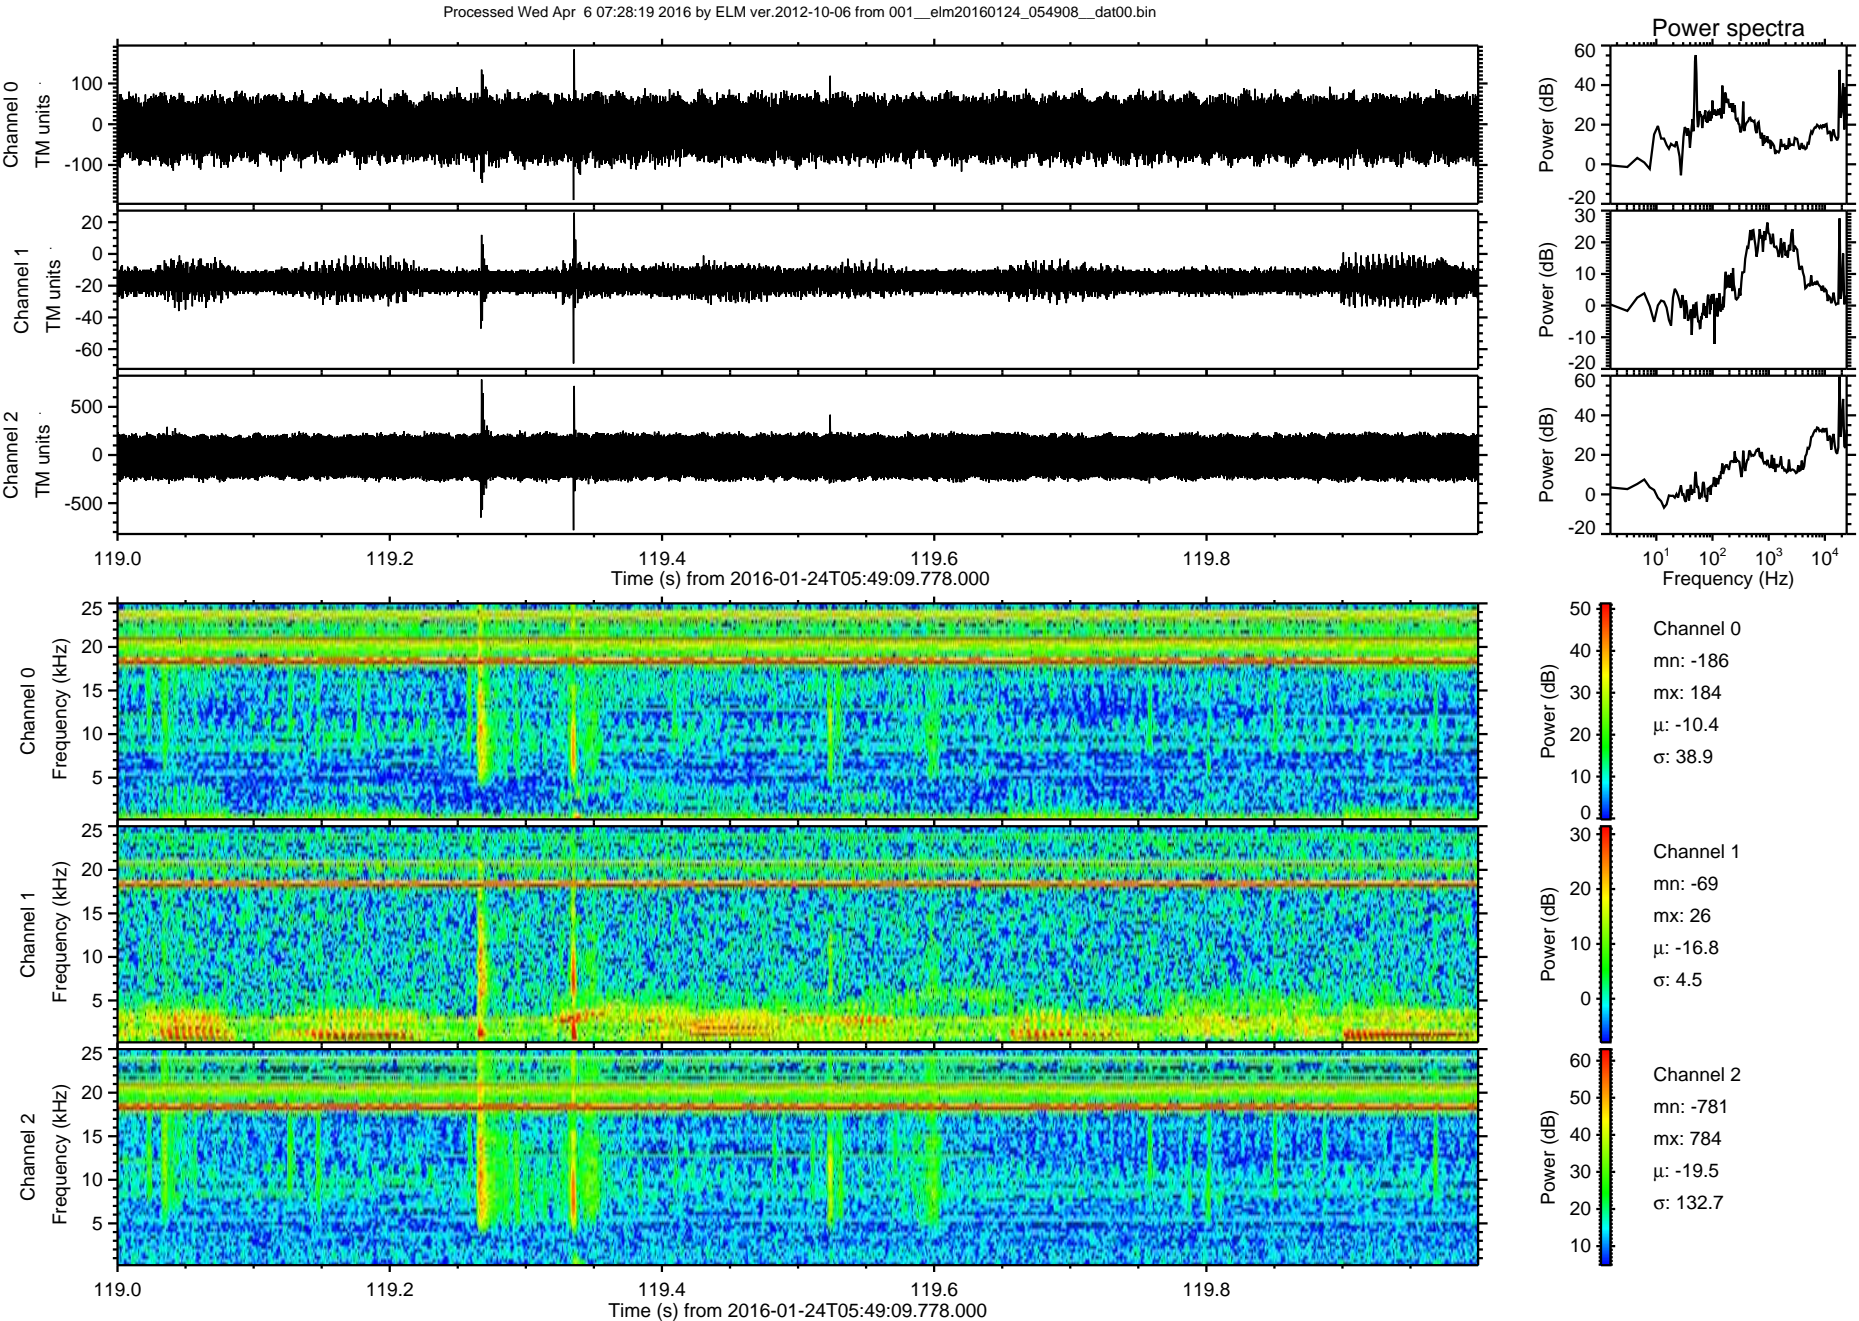 Processed Wed Apr  6 07:28:19 2016 by ELM ver.2012-10-06 from 001__elm20160124_054908__dat00.bin
Power spectra
Channel 0
TM units
100
0
-100
Power (dB)
60
40
20
0
-20
Channel 1
TM units
20
0
-20
-40
-60
Power (dB)
30
20
10
0
-10
-20
Channel 2
TM units
500
0
-500
Power (dB)
60
40
20
0
-20
119.0
119.2
119.4
119.6
119.8
Time (s) from 2016-01-24T05:49:09.778.000
10^1
10^2
10^3
10^4
Frequency (Hz)
Channel 0
Frequency (kHz)
25
20
15
10
5
Power (dB)
50
40
30
20
10
0
Channel 0
mn: -186
mx: 184
μ: -10.4
σ: 38.9
Channel 1
Frequency (kHz)
25
20
15
10
5
Power (dB)
30
20
10
0
Channel 1
mn: -69
mx: 26
μ: -16.8
σ: 4.5
Channel 2
Frequency (kHz)
25
20
15
10
5
Power (dB)
60
50
40
30
20
10
Channel 2
mn: -781
mx: 784
μ: -19.5
σ: 132.7
119.0
119.2
119.4
119.6
119.8
Time (s) from 2016-01-24T05:49:09.778.000